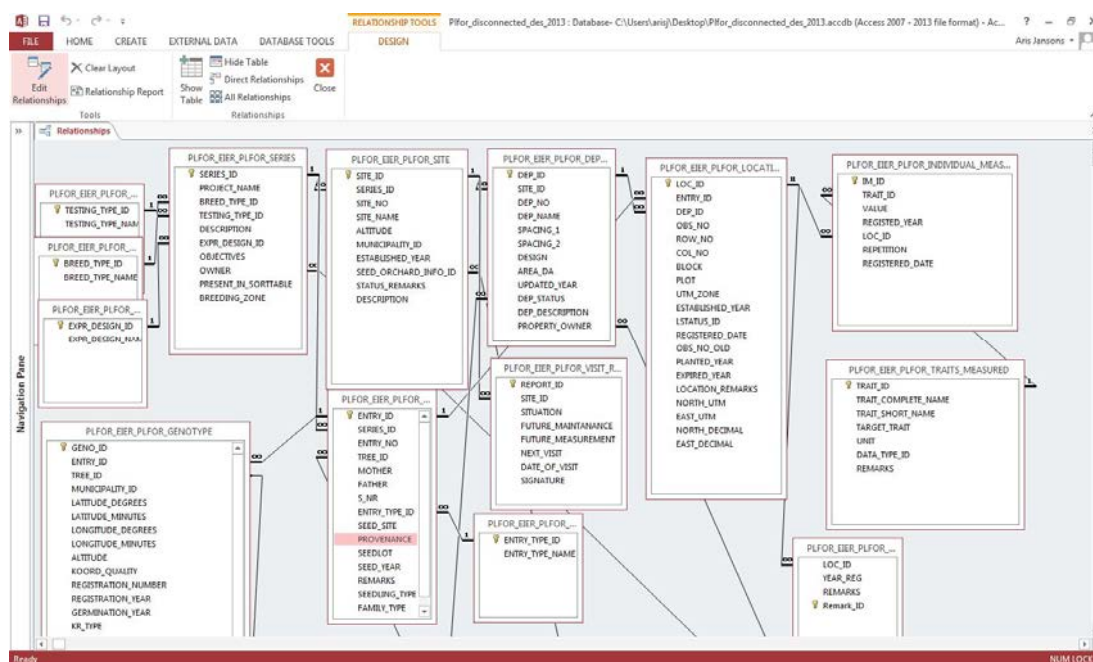 RELATIONSHIP TOOLS
Plfor_disconnected_des_2013 : Database- C:\Users\arisj\Desktop\Plfor_disconnected_des_2013.accdb (Access 2007 - 2013 file format) - Ac...
FILE HOME CREATE EXTERNAL DATA DATABASE TOOLS DESIGN
Aris Jansons
Edit Relationships
Clear Layout
Relationship Report
Tools
Show Table
Hide Table
Direct Relationships
All Relationships
Relationships
Close
Relationships
Navigation Pane
PLFOR_EIER_PLFOR_...
TESTING_TYPE_ID
TESTING_TYPE_NAM
PLFOR_EIER_PLFOR_...
BREED_TYPE_ID
BREED_TYPE_NAME
PLFOR_EIER_PLFOR_...
EXPR_DESIGN_ID
EXPR_DESIGN_NAM
PLFOR_EIER_PLFOR_SERIES
SERIES_ID
PROJECT_NAME
BREED_TYPE_ID
TESTING_TYPE_ID
DESCRIPTION
EXPR_DESIGN_ID
OBJECTIVES
OWNER
PRESENT_IN_SORTTABLE
BREEDING_ZONE
PLFOR_EIER_PLFOR_SITE
SITE_ID
SERIES_ID
SITE_NO
SITE_NAME
ALTITUDE
MUNICIPALITY_ID
ESTABLISHED_YEAR
SEED_ORCHARD_INFO_ID
STATUS_REMARKS
DESCRIPTION
PLFOR_EIER_PLFOR_DEP...
DEP_ID
SITE_ID
DEP_NO
DEP_NAME
SPACING_1
SPACING_2
DESIGN
AREA_DA
UPDATED_YEAR
DEP_STATUS
DEP_DESCRIPTION
PROPERTY_OWNER
PLFOR_EIER_PLFOR_LOCATI...
LOC_ID
ENTRY_ID
DEP_ID
OBS_NO
ROW_NO
COL_NO
BLOCK
PLOT
UTM_ZONE
ESTABLISHED_YEAR
LSTATUS_ID
REGISTERED_DATE
OBS_NO_OLD
PLANTED_YEAR
EXPIRED_YEAR
LOCATION_REMARKS
NORTH_UTM
EAST_UTM
NORTH_DECIMAL
EAST_DECIMAL
PLFOR_EIER_PLFOR_INDIVIDUAL_MEAS...
IM_ID
TRAIT_ID
VALUE
REGISTED_YEAR
LOC_ID
REPETITION
REGISTERED_DATE
PLFOR_EIER_PLFOR_TRAITS_MEASURED
TRAIT_ID
TRAIT_COMPLETE_NAME
TRAIT_SHORT_NAME
TARGET_TRAIT
UNIT
DATA_TYPE_ID
REMARKS
PLFOR_EIER_PLFOR_VISIT_R...
REPORT_ID
SITE_ID
SITUATION
FUTURE_MAINTANANCE
FUTURE_MEASUREMENT
NEXT_VISIT
DATE_OF_VISIT
SIGNATURE
PLFOR_EIER_PLFOR_GENOTYPE
GENO_ID
ENTRY_ID
TREE_ID
MUNICIPALITY_ID
LATITUDE_DEGREES
LATITUDE_MINUTES
LONGITUDE_DEGREES
LONGITUDE_MINUTES
ALTITUDE
KOORD_QUALITY
REGISTRATION_NUMBER
REGISTRATION_YEAR
GERMINATION_YEAR
KR_TYPE
PLFOR_EIER_PLFOR_...
ENTRY_ID
SERIES_ID
ENTRY_NO
TREE_ID
MOTHER
FATHER
S_NR
ENTRY_TYPE_ID
SEED_SITE
PROVENANCE
SEEDLOT
SEED_YEAR
REMARKS
SEEDLING_TYPE
FAMILY_TYPE
PLFOR_EIER_PLFOR_...
ENTRY_TYPE_ID
ENTRY_TYPE_NAME
PLFOR_EIER_PLFOR_...
LOC_ID
YEAR_REG
REMARKS
Remark_ID
Ready
NUM LOCK